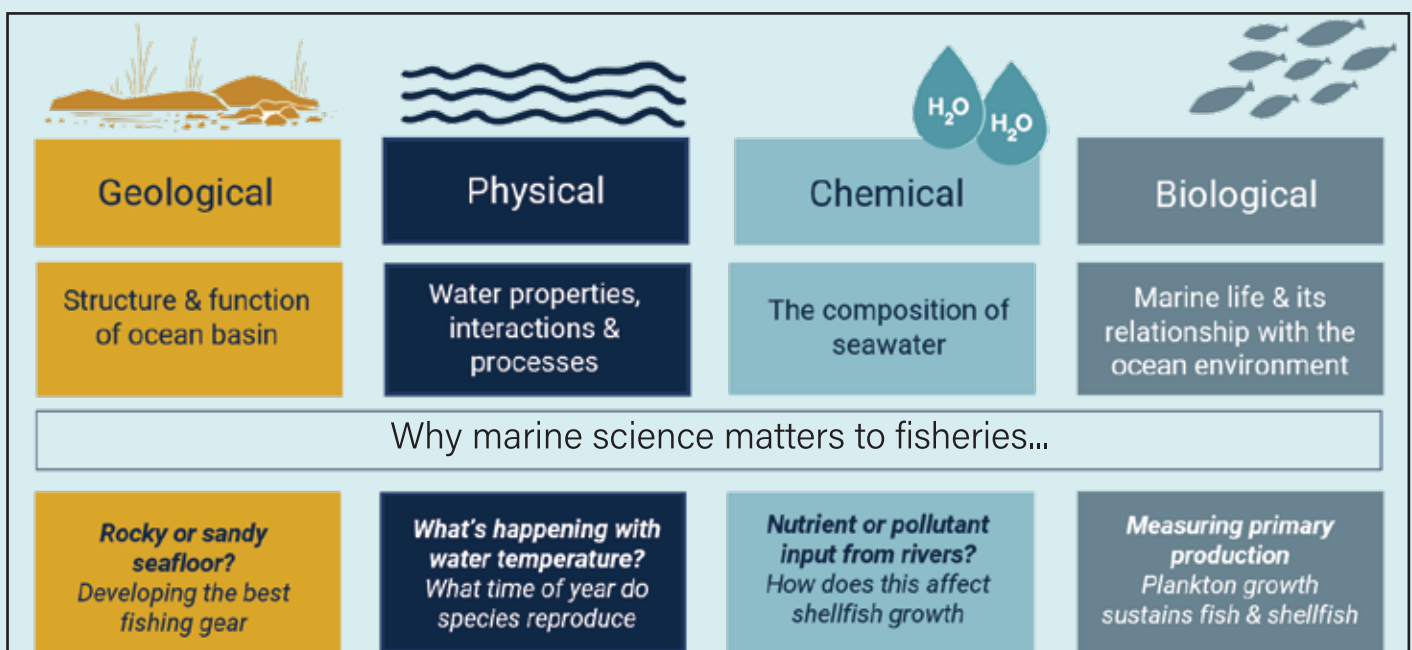 H₂O
H₂O
Geological
Physical
Chemical
Biological
Structure & function
of ocean basin
Water properties,
interactions &
processes
The composition of
seawater
Marine life & its
relationship with the
ocean environment
Why marine science matters to fisheries...
Rocky or sandy
seafloor?
Developing the best
fishing gear
What's happening with
water temperature?
What time of year do
species reproduce
Nutrient or pollutant
input from rivers?
How does this affect
shellfish growth
Measuring primary
production
Plankton growth
sustains fish & shellfish